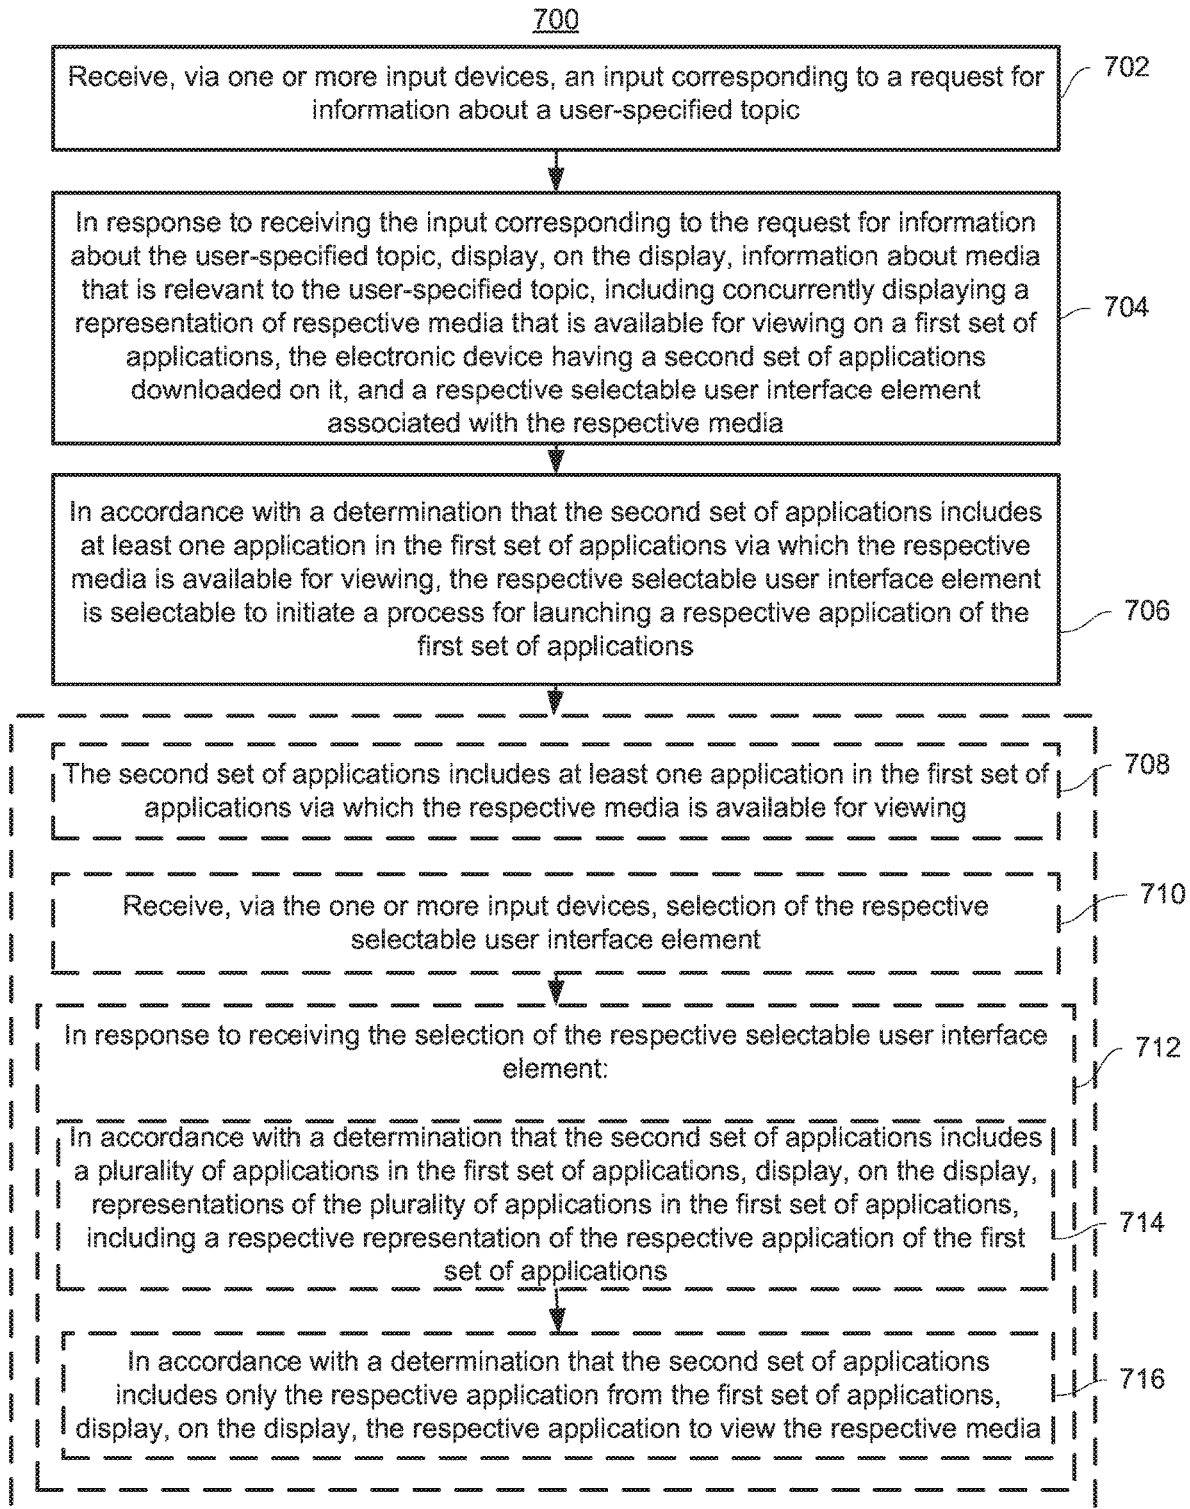 700
Receive, via one or more input devices, an input corresponding to a request for
information about a user-specified topic
702
In response to receiving the input corresponding to the request for information
about the user-specified topic, display, on the display, information about media
that is relevant to the user-specified topic, including concurrently displaying a
representation of respective media that is available for viewing on a first set of
applications, the electronic device having a second set of applications
downloaded on it, and a respective selectable user interface element
associated with the respective media
704
In accordance with a determination that the second set of applications includes
at least one application in the first set of applications via which the respective
media is available for viewing, the respective selectable user interface element
is selectable to initiate a process for launching a respective application of the
first set of applications
706
The second set of applications includes at least one application in the first set of
applications via which the respective media is available for viewing
708
Receive, via the one or more input devices, selection of the respective
selectable user interface element
710
In response to receiving the selection of the respective selectable user interface
element:
712
In accordance with a determination that the second set of applications includes
a plurality of applications in the first set of applications, display, on the display,
representations of the plurality of applications in the first set of applications,
including a respective representation of the respective application of the first
set of applications
714
In accordance with a determination that the second set of applications
includes only the respective application from the first set of applications,
display, on the display, the respective application to view the respective media
716